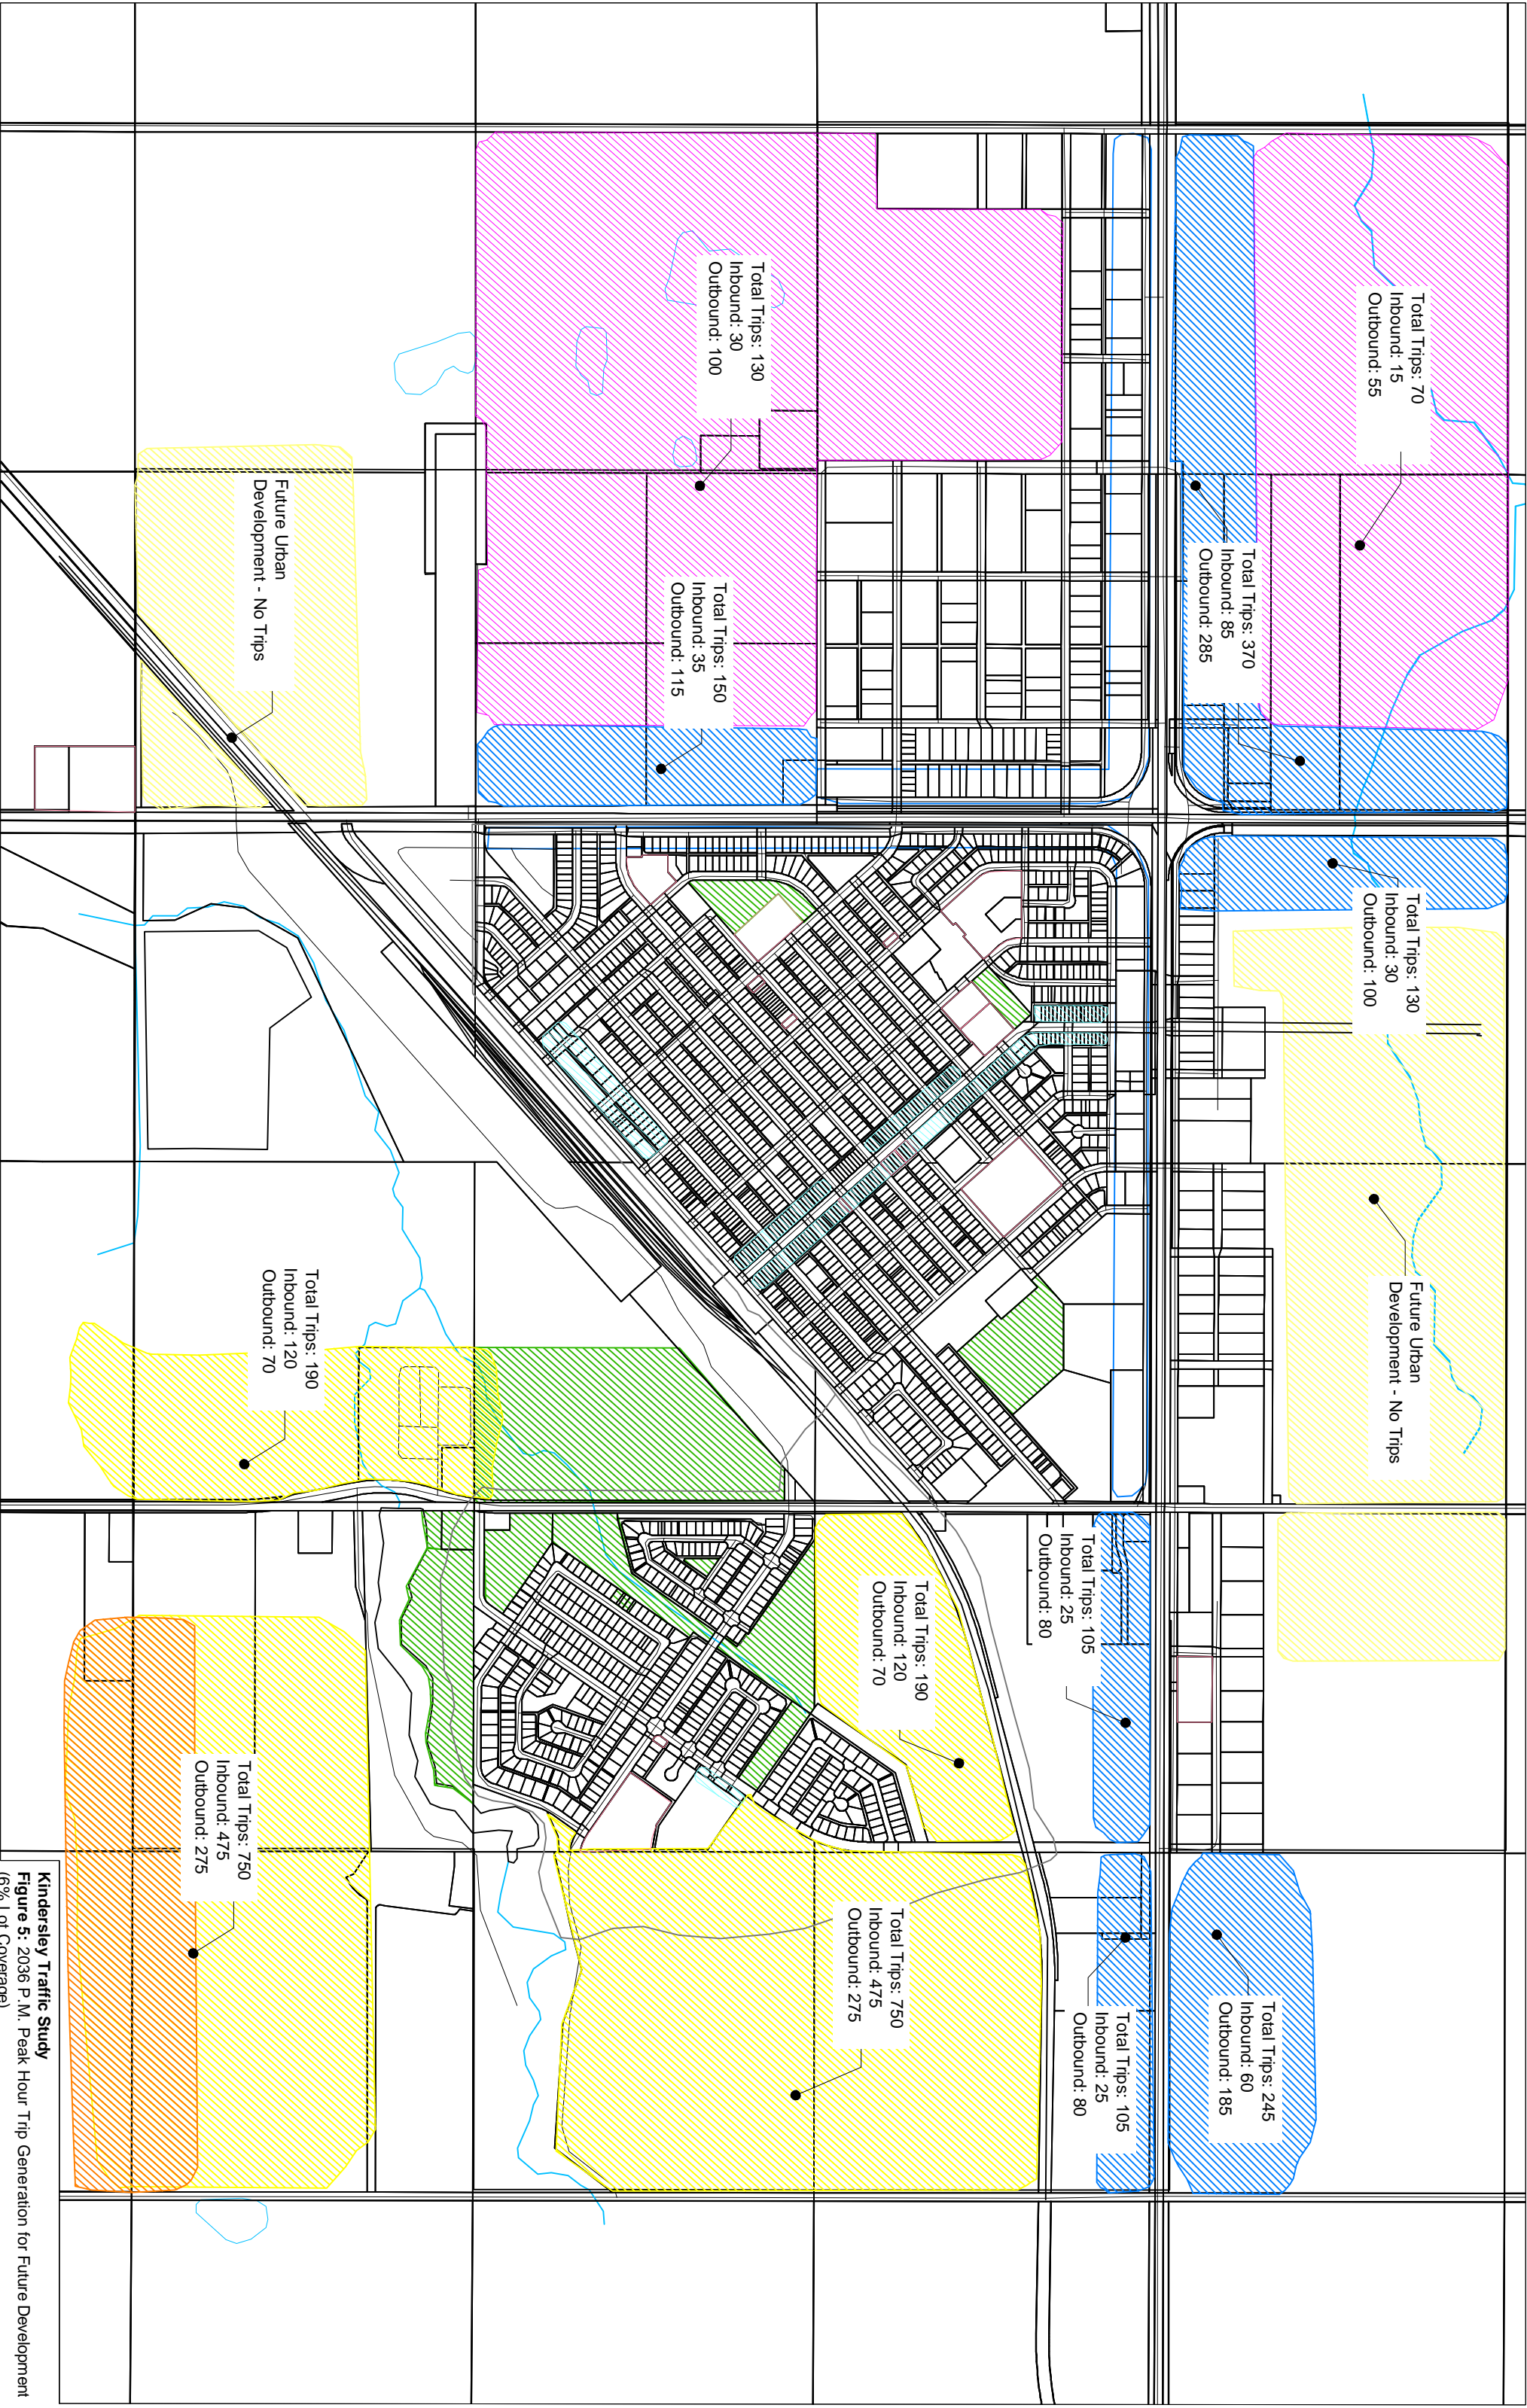 Total Trips: 70
Inbound: 15
Outbound: 55
Total Trips: 370
Inbound: 85
Outbound: 285
Total Trips: 130
Inbound: 30
Outbound: 100
Future Urban
Development - No Trips
Total Trips: 245
Inbound: 60
Outbound: 185
Total Trips: 105
Inbound: 25
Outbound: 80
Total Trips: 105
Inbound: 25
Outbound: 80
Total Trips: 130
Inbound: 30
Outbound: 100
Total Trips: 150
Inbound: 35
Outbound: 115
Total Trips: 190
Inbound: 120
Outbound: 70
Total Trips: 750
Inbound: 475
Outbound: 275
Future Urban
Development - No Trips
Total Trips: 190
Inbound: 120
Outbound: 70
Total Trips: 750
Inbound: 475
Outbound: 275
Kindersley Traffic Study
Figure 5: 2036 P.M. Peak Hour Trip Generation for Future Development
(6% Lot Coverage)